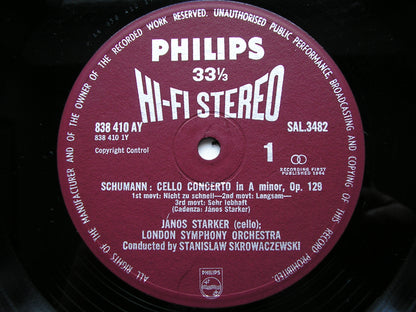 ALL RIGHTS OF THE MANUFACTURER AND OF THE OWNER OF THE RECORDED WORK RESERVED. UNAUTHORISED PUBLIC PERFORMANCE, BROADCASTING AND COPYING OF THIS RECORD PROHIBITED.
PHILIPS
33⅓
HI-FI STEREO
838 410 AY
838 410 1Y
SAL.3482
Copyright Control
1
RECORDING FIRST
PUBLISHED 1964
SCHUMANN: CELLO CONCERTO in A minor, Op. 129
1st movt: Nicht zu schnell—2nd movt: Langsam—
3rd movt: Sehr lebhaft
(Cadenza: János Starker)
JÁNOS STARKER (cello);
LONDON SYMPHONY ORCHESTRA
Conducted by STANISLAW SKROWACZEWSKI
PHILIPS
PHILIPS